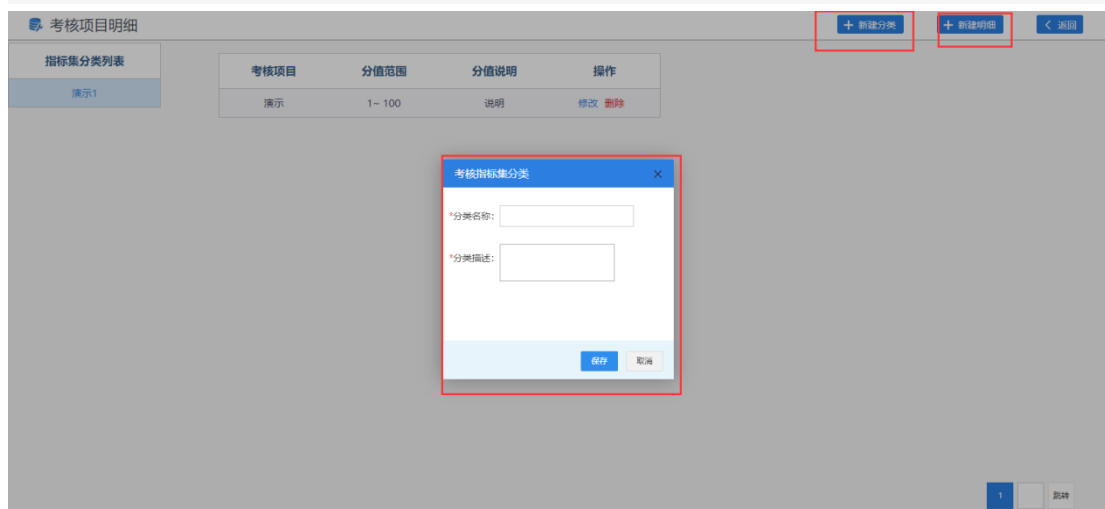 考核项目明细
新建分类
新建明细
返回
指标集分类列表
演示1
考核项目 分值范围 分值说明 操作
演示 1~ 100 说明 修改 删除
考核指标集分类
*分类名称：
*分类描述：
保存 取消
1 跳转